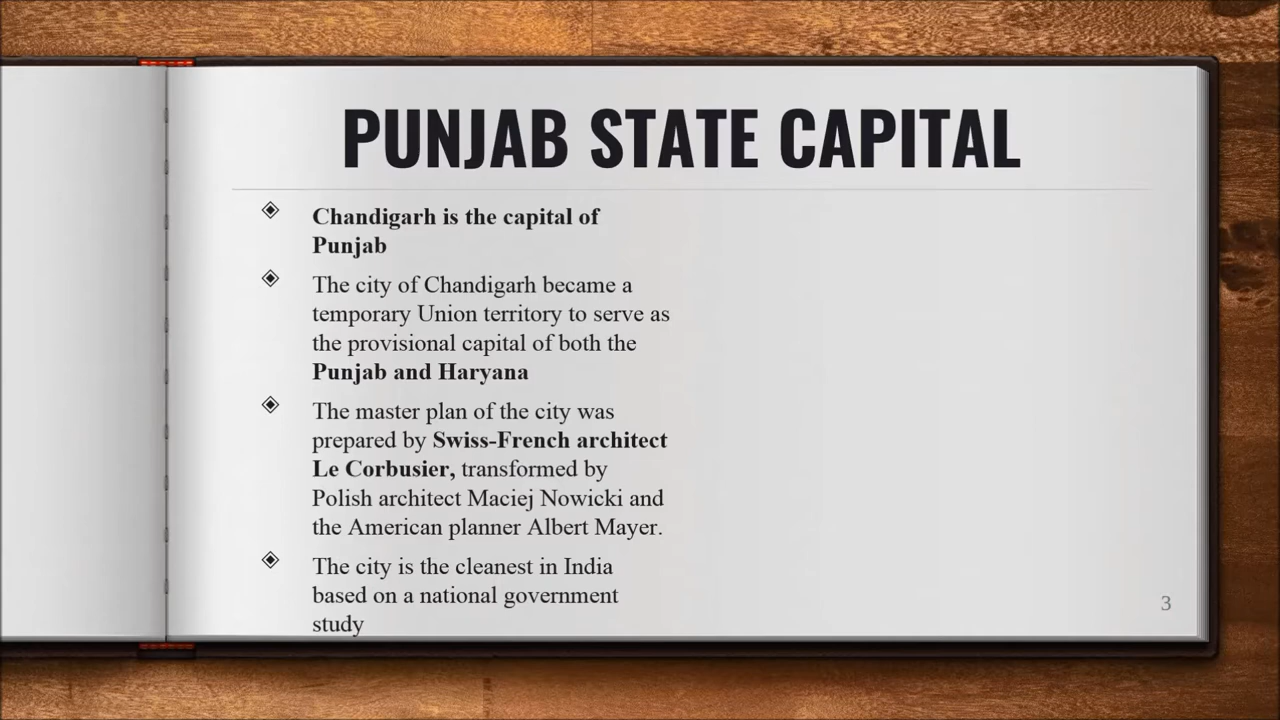 PUNJAB STATE CAPITAL
Chandigarh is the capital of
Punjab
The city of Chandigarh became a
temporary Union territory to serve as
the provisional capital of both the
Punjab and Haryana
The master plan of the city was
prepared by Swiss-French architect
Le Corbusier, transformed by
Polish architect Maciej Nowicki and
the American planner Albert Mayer.
The city is the cleanest in India
based on a national government
study
3